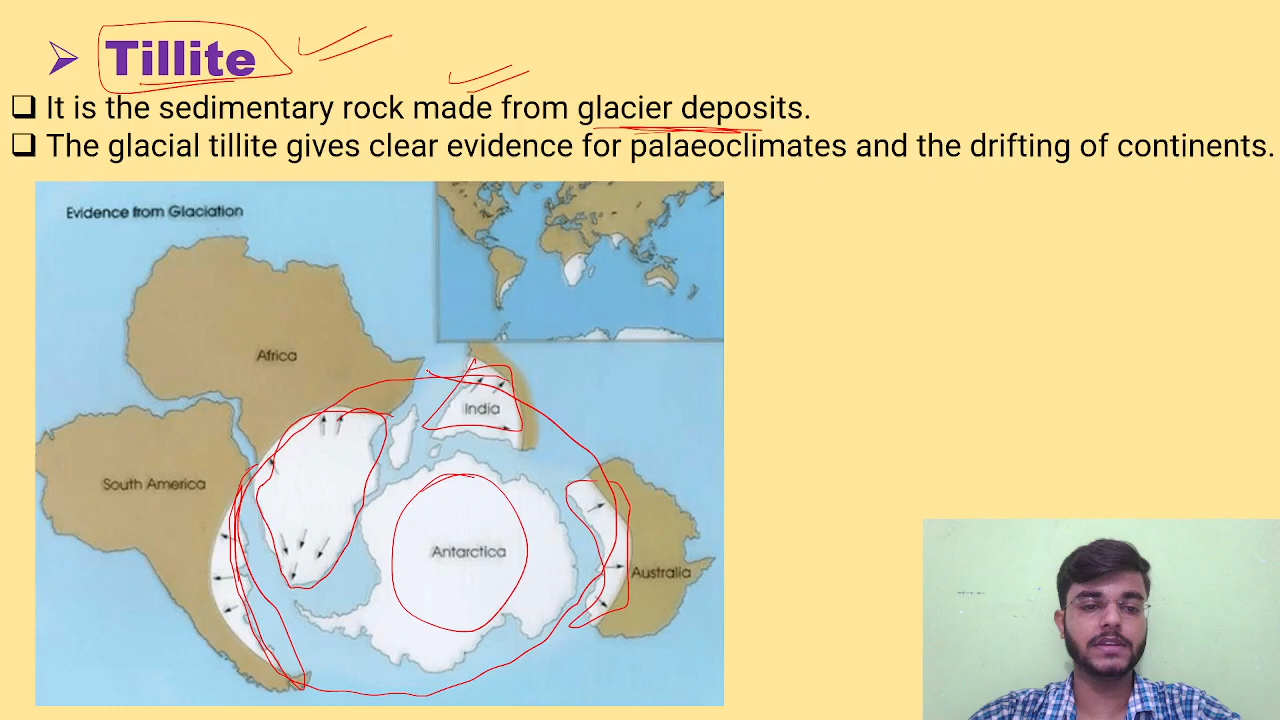 Tillite
It is the sedimentary rock made from glacier deposits.
The glacial tillite gives clear evidence for palaeoclimates and the drifting of continents.
Evidence from Glaciation
Africa
India
South America
Antarctica
Australia